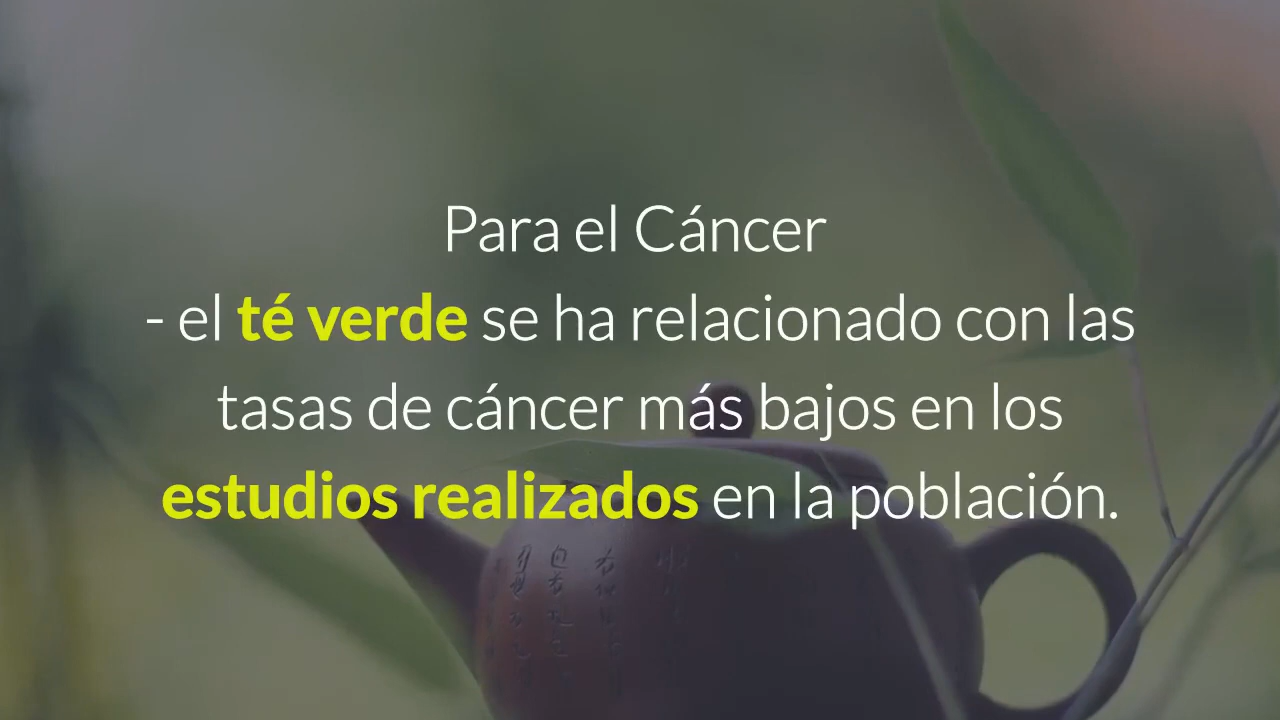 Para el Cáncer
- el té verde se ha relacionado con las
tasas de cáncer más bajos en los
estudios realizados en la población.